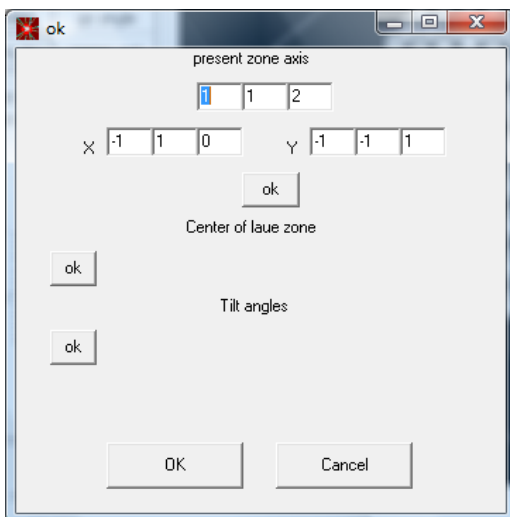 ok
present zone axis
1 1 2
X -1 1 0 Y -1 -1 1
ok
Center of laue zone
ok
Tilt angles
ok
OK Cancel